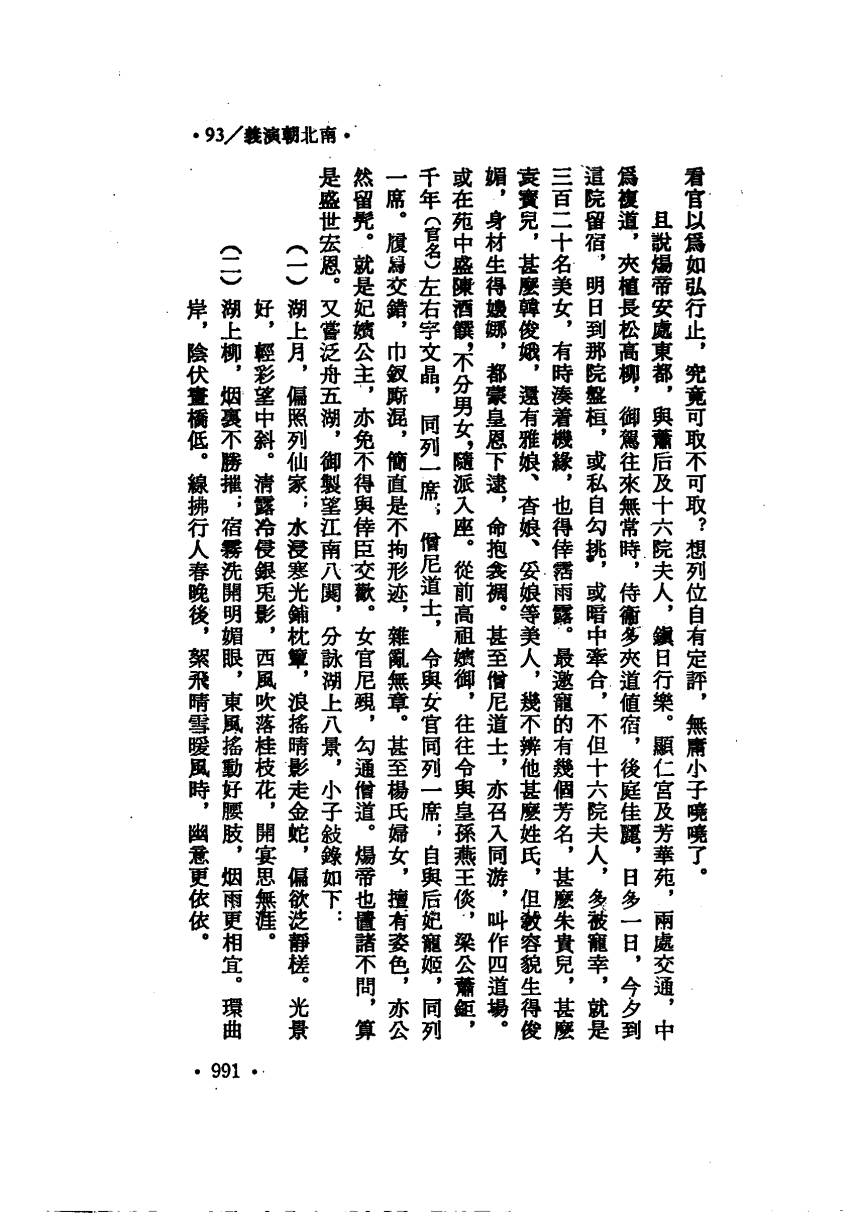 •93／義演朝北南•
看官以爲如弘行止，究竟可取不可取？想列位自有定評，無庸小子嘵嘵了。
且說煬帝安處東都，與蕭后及十六院夫人，鎭日行樂。顯仁宮及芳華苑，兩處交通，中
爲複道，夾植長松高柳，御駕往來無常時，侍衞多夾道値宿，後庭佳麗，日多一日，今夕到
這院留宿，明日到那院盤桓，或私自勾挑，或暗中牽合，不但十六院夫人，多被寵幸，就是
三百二十名美女，有時湊着機緣，也得倖霑雨露。最邀寵的有幾個芳名，甚麼朱貴兒，甚麼
袁寳兒，甚麼韓俊娥，還有雅娘、杳娘、妥娘等美人，幾不辨他甚麼姓氏，但敎容貌生得俊
媚，身材生得嬝娜，都蒙皇恩下逮，命抱衾裯。甚至僧尼道士，亦召入同游，叫作四道場。
或在苑中盛陳酒饌，不分男女，隨派入座。從前高祖嬪御，往往令與皇孫燕王倓，梁公蕭鉅，
千年（官名）左右宇文晶，同列一席；僧尼道士，令與女官同列一席；自與后妃寵姬，同列
一席。履舄交錯，巾釵厮混，簡直是不拘形迹，雜亂無章。甚至楊氏婦女，擅有姿色，亦公
然留髠。就是妃嬪公主，亦免不得與倖臣交歡。女官尼覡，勾通僧道。煬帝也置諸不問，算
是盛世宏恩。又嘗泛舟五湖，御製望江南八闋，分詠湖上八景，小子敍錄如下：
（一）湖上月，偏照列仙家；水浸寒光鋪枕簟，浪搖晴影走金蛇，偏欲泛靜槎。光景
好，輕彩望中斜。清露冷侵銀兎影，西風吹落桂枝花，開宴思無涯。
（二）湖上柳，烟裏不勝摧；宿霧洗開明媚眼，東風搖動好腰肢，烟雨更相宜。環曲
岸，陰伏畫橋低。線拂行人春晚後，絮飛晴雪暖風時，幽意更依依。
•991•